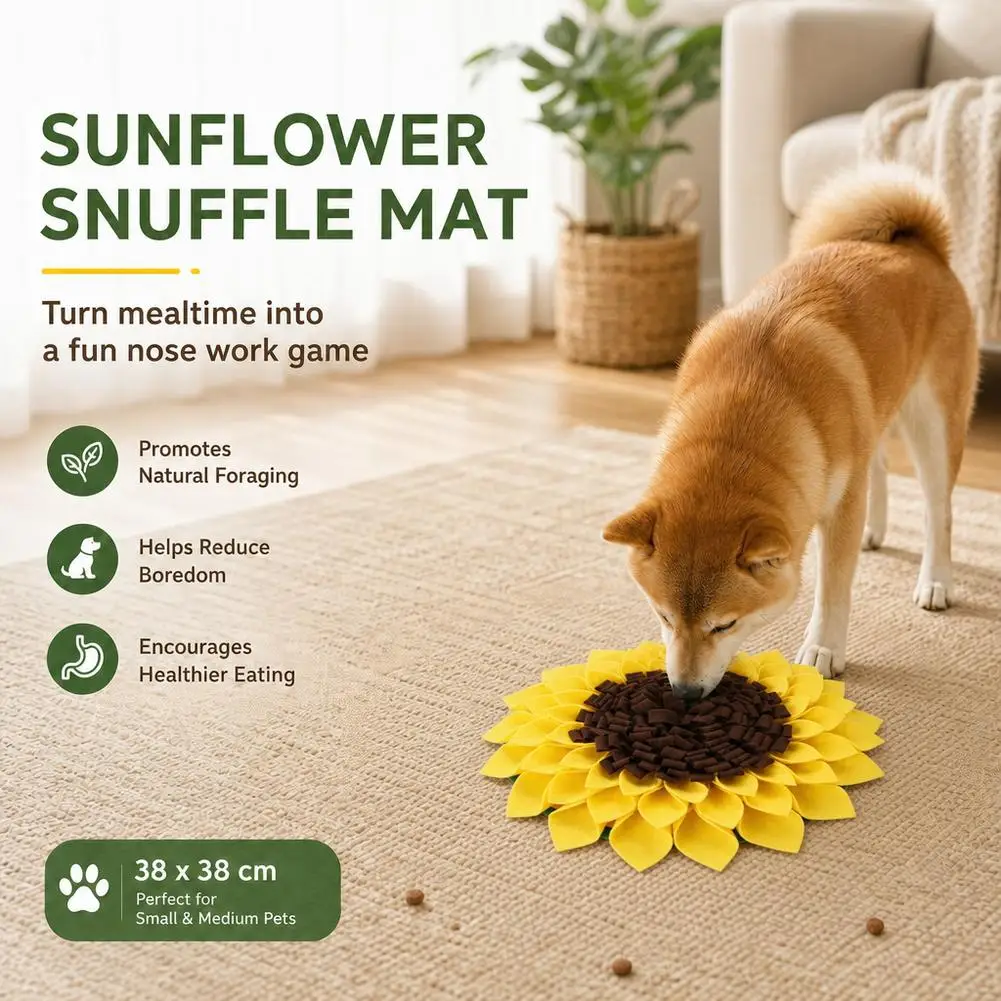 SUNFLOWER
SNUFFLE MAT
Turn mealtime into
a fun nose work game
Promotes
Natural Foraging
Helps Reduce
Boredom
Encourages
Healthier Eating
38 x 38 cm
Perfect for
Small & Medium Pets